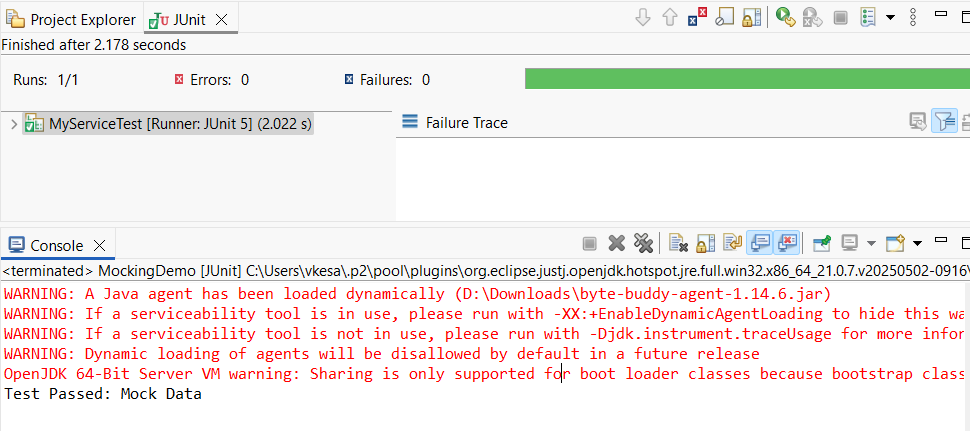 Project Explorer JUnit
Finished after 2.178 seconds
Runs: 1/1 Errors: 0 Failures: 0
MyServiceTest [Runner: JUnit 5] (2.022 s)
Failure Trace
Console
<terminated> MockingDemo [JUnit] C:\Users\vkesa\.p2\pool\plugins\org.eclipse.justj.openjdk.hotspot.jre.full.win32.x86_64_21.0.7.v20250502-0916\
WARNING: A Java agent has been loaded dynamically (D:\Downloads\byte-buddy-agent-1.14.6.jar)
WARNING: If a serviceability tool is in use, please run with -XX:+EnableDynamicAgentLoading to hide this wa
WARNING: If a serviceability tool is not in use, please run with -Djdk.instrument.traceUsage for more infor
WARNING: Dynamic loading of agents will be disallowed by default in a future release
OpenJDK 64-Bit Server VM warning: Sharing is only supported for boot loader classes because bootstrap class
Test Passed: Mock Data